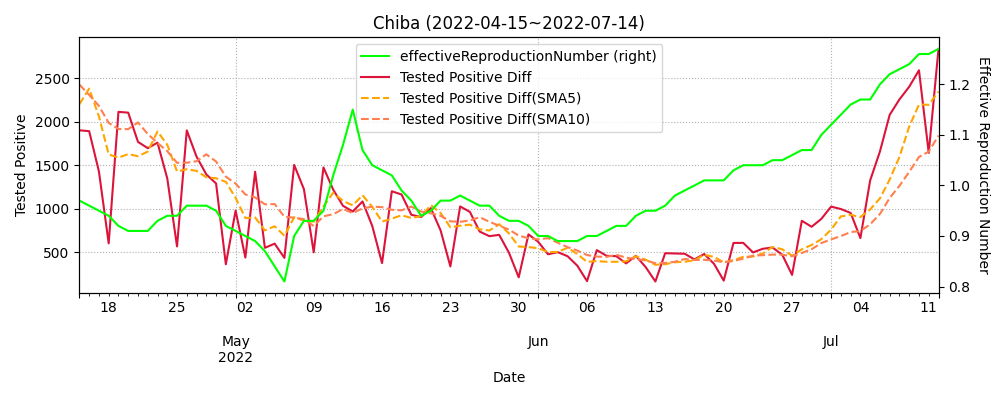 Chiba (2022-04-15~2022-07-14)
effectiveReproductionNumber (right)
Tested Positive Diff
Tested Positive Diff(SMA5)
Tested Positive Diff(SMA10)
Tested Positive
2500
2000
1500
1000
500
Effective Reproduction Number
1.2
1.1
1.0
0.9
0.8
18 25 02 09 16 23 30 06 13 20 27 04 11
May Jun Jul
2022
Date